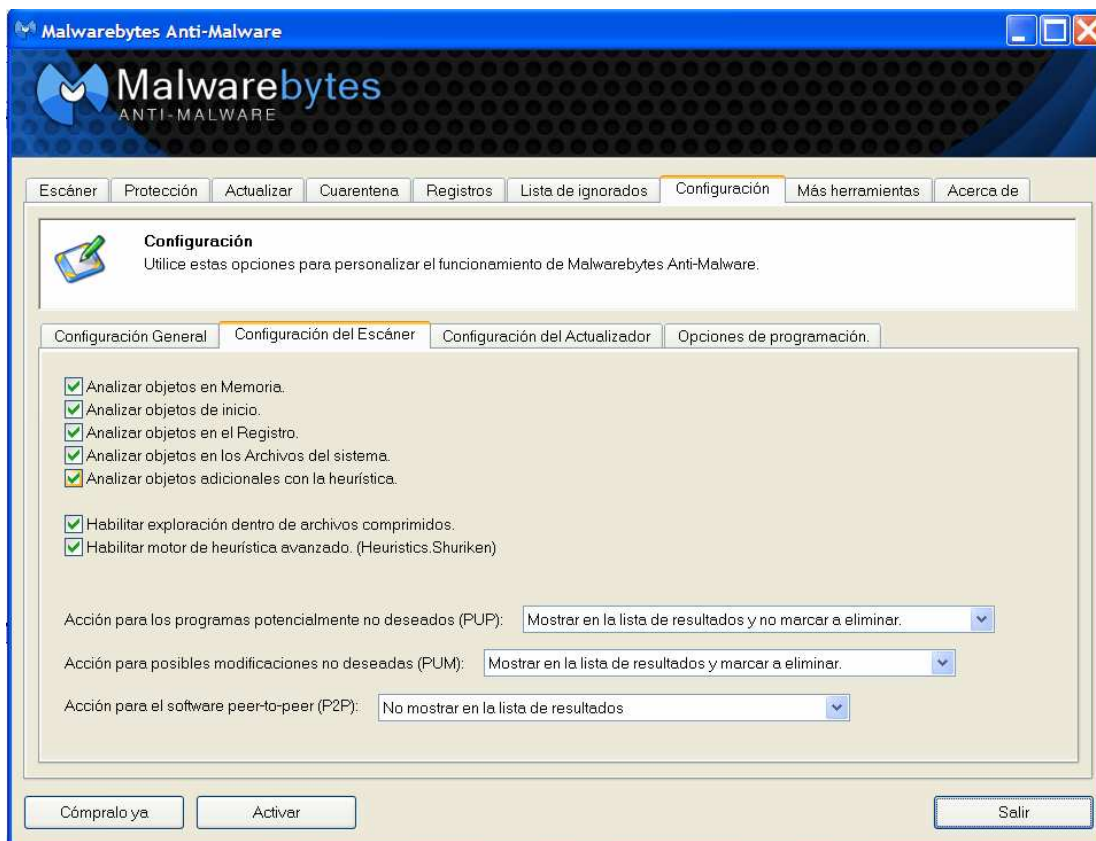 Malwarebytes Anti-Malware
Malwarebytes
ANTI-MALWARE
Escáner Protección Actualizar Cuarentena Registros Lista de ignorados Configuración Más herramientas Acerca de
Configuración
Utilice estas opciones para personalizar el funcionamiento de Malwarebytes Anti-Malware.
Configuración General Configuración del Escáner Configuración del Actualizador Opciones de programación.
Analizar objetos en Memoria.
Analizar objetos de inicio.
Analizar objetos en el Registro.
Analizar objetos en los Archivos del sistema.
Analizar objetos adicionales con la heurística.
Habilitar exploración dentro de archivos comprimidos.
Habilitar motor de heurística avanzado. (Heuristics.Shuriken)
Acción para los programas potencialmente no deseados (PUP): Mostrar en la lista de resultados y no marcar a eliminar.
Acción para posibles modificaciones no deseadas (PUM): Mostrar en la lista de resultados y marcar a eliminar.
Acción para el software peer-to-peer (P2P): No mostrar en la lista de resultados
Cómpralo ya Activar Salir